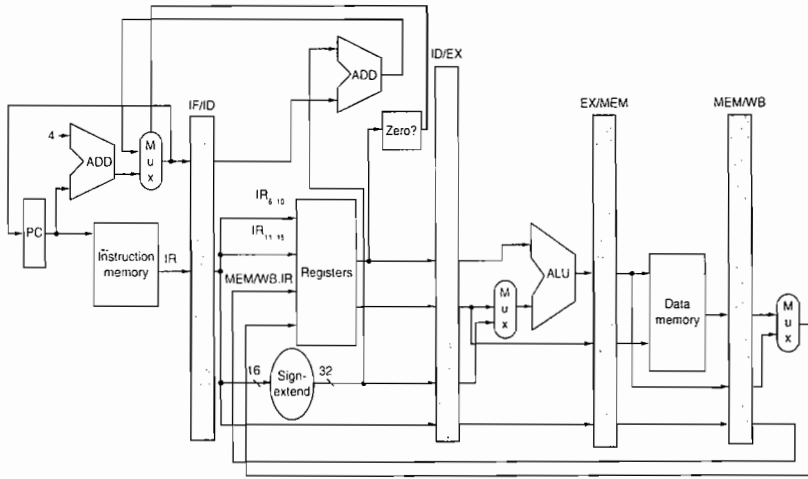 ID/EX
ADD
IF/ID
EX/MEM
MEM/WB
Zero?
4
ADD
M
u
x
IR6..10
PC
Instruction
memory
IR
IR11..15
MEM/WB.IR
Registers
M
u
x
ALU
Data
memory
M
u
x
16
Sign-
extend
32